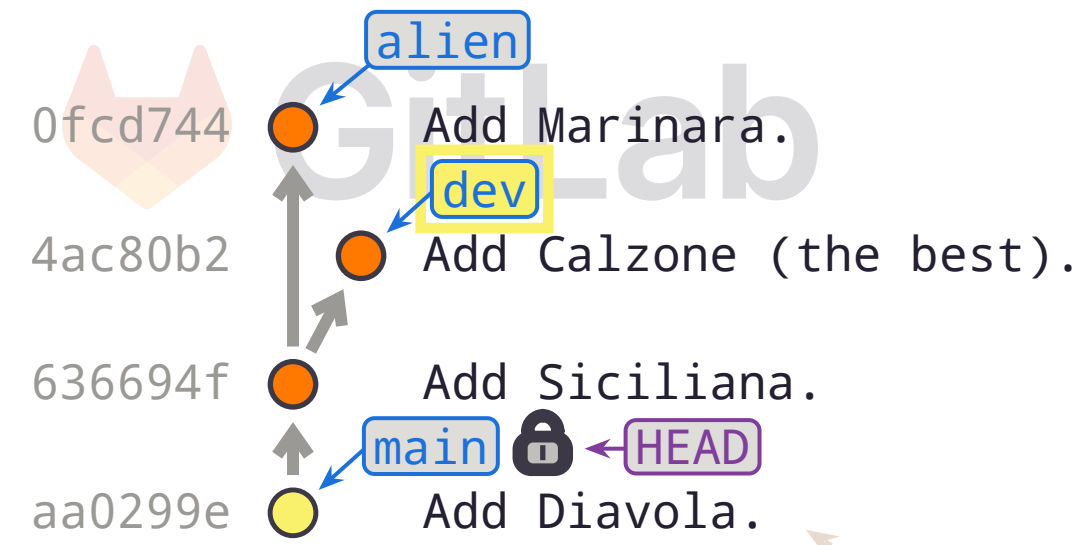 alien
GitLab
0fcd744 Add Marinara.
dev
4ac80b2 Add Calzone (the best).
636694f Add Siciliana.
main HEAD
aa0299e Add Diavola.